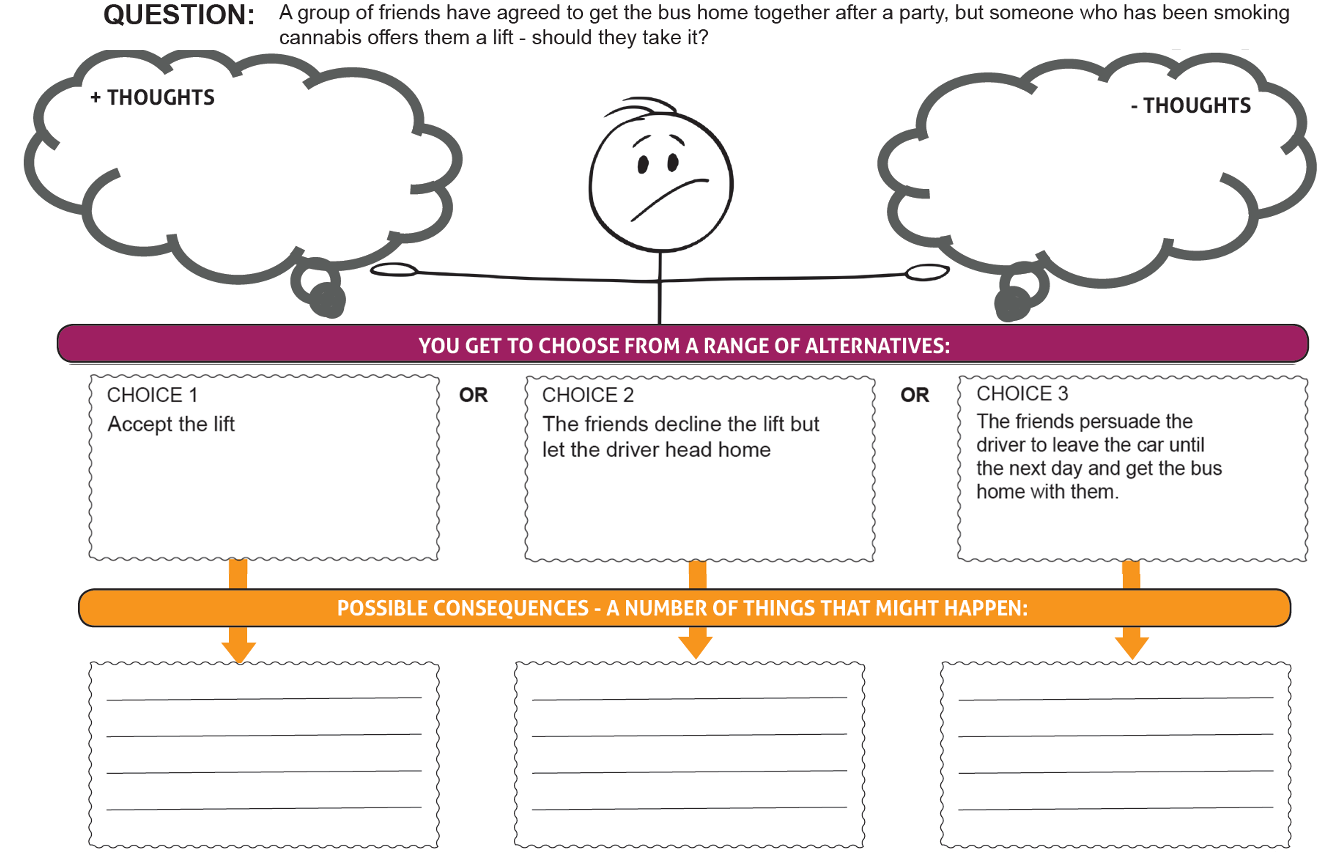 QUESTION: A group of friends have agreed to get the bus home together after a party, but someone who has been smoking
cannabis offers them a lift - should they take it?
+ THOUGHTS
- THOUGHTS
YOU GET TO CHOOSE FROM A RANGE OF ALTERNATIVES:
CHOICE 1
Accept the lift
OR
CHOICE 2
The friends decline the lift but
let the driver head home
OR
CHOICE 3
The friends persuade the
driver to leave the car until
the next day and get the bus
home with them.
POSSIBLE CONSEQUENCES - A NUMBER OF THINGS THAT MIGHT HAPPEN: